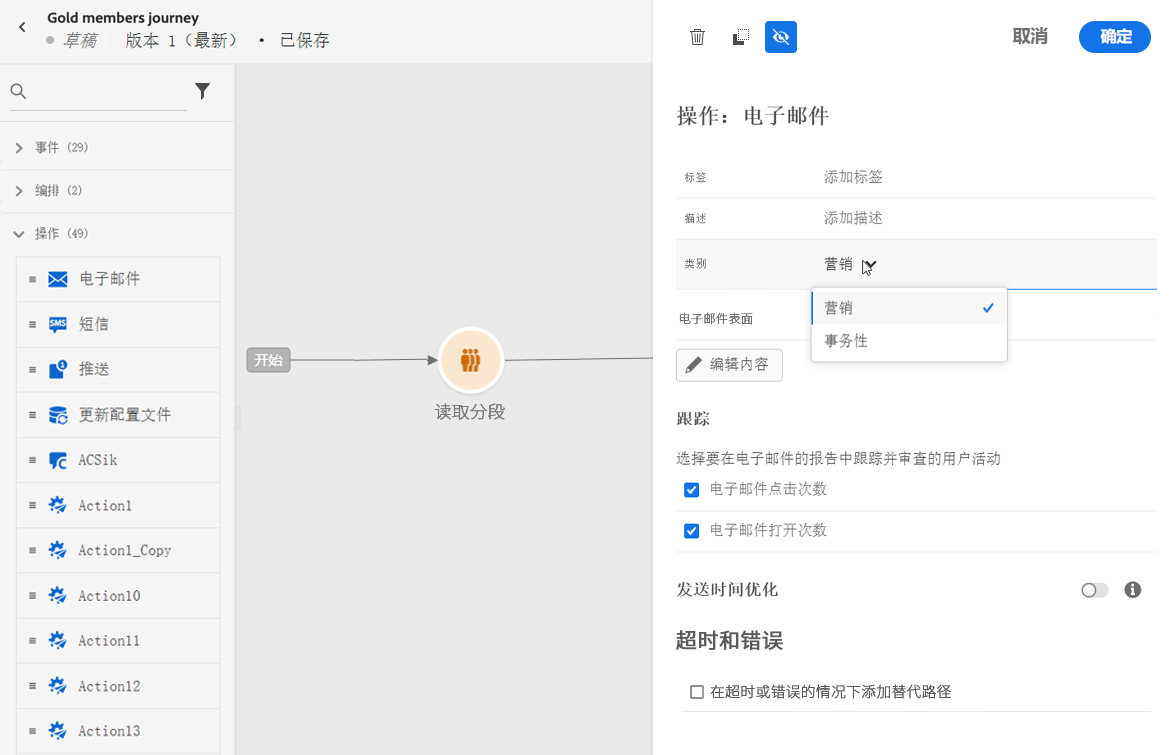 Gold members journey
草稿 版本 1（最新） • 已保存
取消 确定
事件 (29)
编排 (2)
操作 (49)
电子邮件
SMS 短信
1 推送
更新配置文件
ACSik
Action1
Action1_Copy
Action10
Action11
Action12
Action13
开始
读取分段
操作：电子邮件
标签 添加标签
描述 添加描述
类别 营销
营销
事务性
电子邮件表面
编辑内容
跟踪
选择要在电子邮件的报告中跟踪并审查的用户活动
电子邮件点击次数
电子邮件打开次数
发送时间优化
超时和错误
在超时或错误的情况下添加替代路径